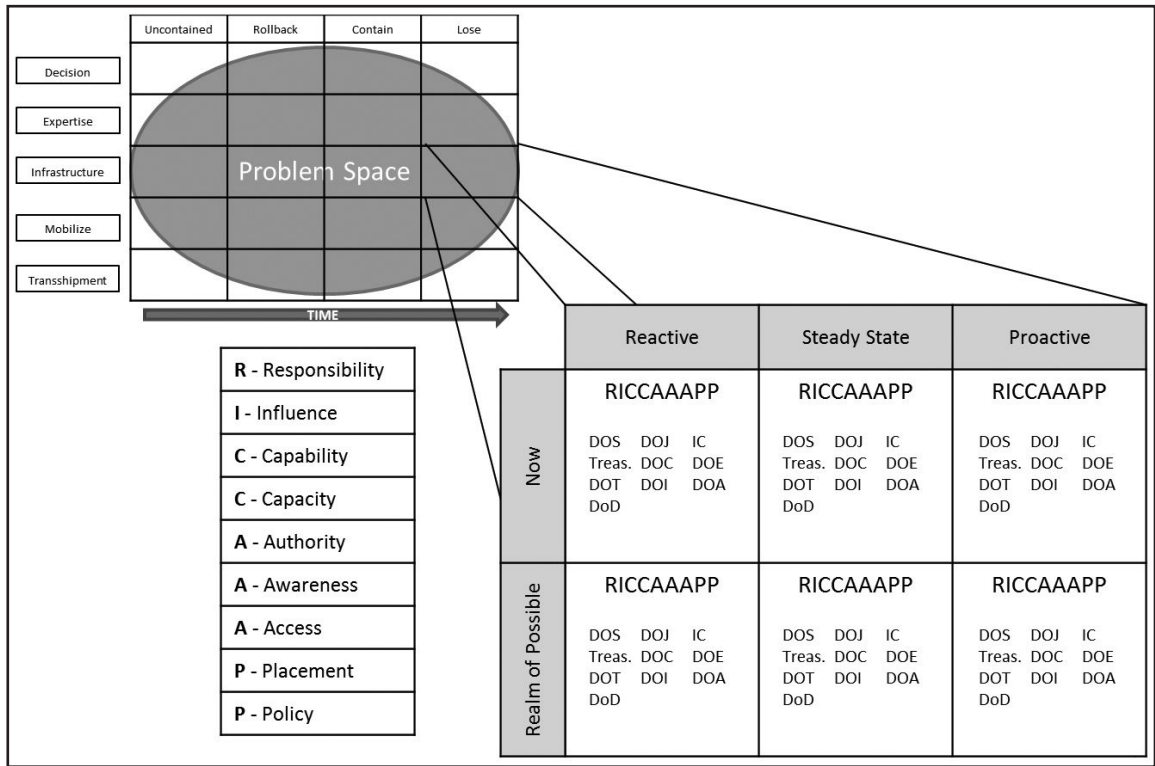 Uncontained Rollback Contain Lose
Decision
Expertise
Infrastructure
Mobilize
Transshipment
Problem Space
TIME
R - Responsibility
I - Influence
C - Capability
C - Capacity
A - Authority
A - Awareness
A - Access
P - Placement
P - Policy
Reactive Steady State Proactive
Now
RICCAAAPP RICCAAAPP RICCAAAPP
DOS DOJ IC DOS DOJ IC DOS DOJ IC
Treas. DOC DOE Treas. DOC DOE Treas. DOC DOE
DOT DOI DOA DOT DOI DOA DOT DOI DOA
DoD DoD DoD
Realm of Possible
RICCAAAPP RICCAAAPP RICCAAAPP
DOS DOJ IC DOS DOJ IC DOS DOJ IC
Treas. DOC DOE Treas. DOC DOE Treas. DOC DOE
DOT DOI DOA DOT DOI DOA DOT DOI DOA
DoD DoD DoD